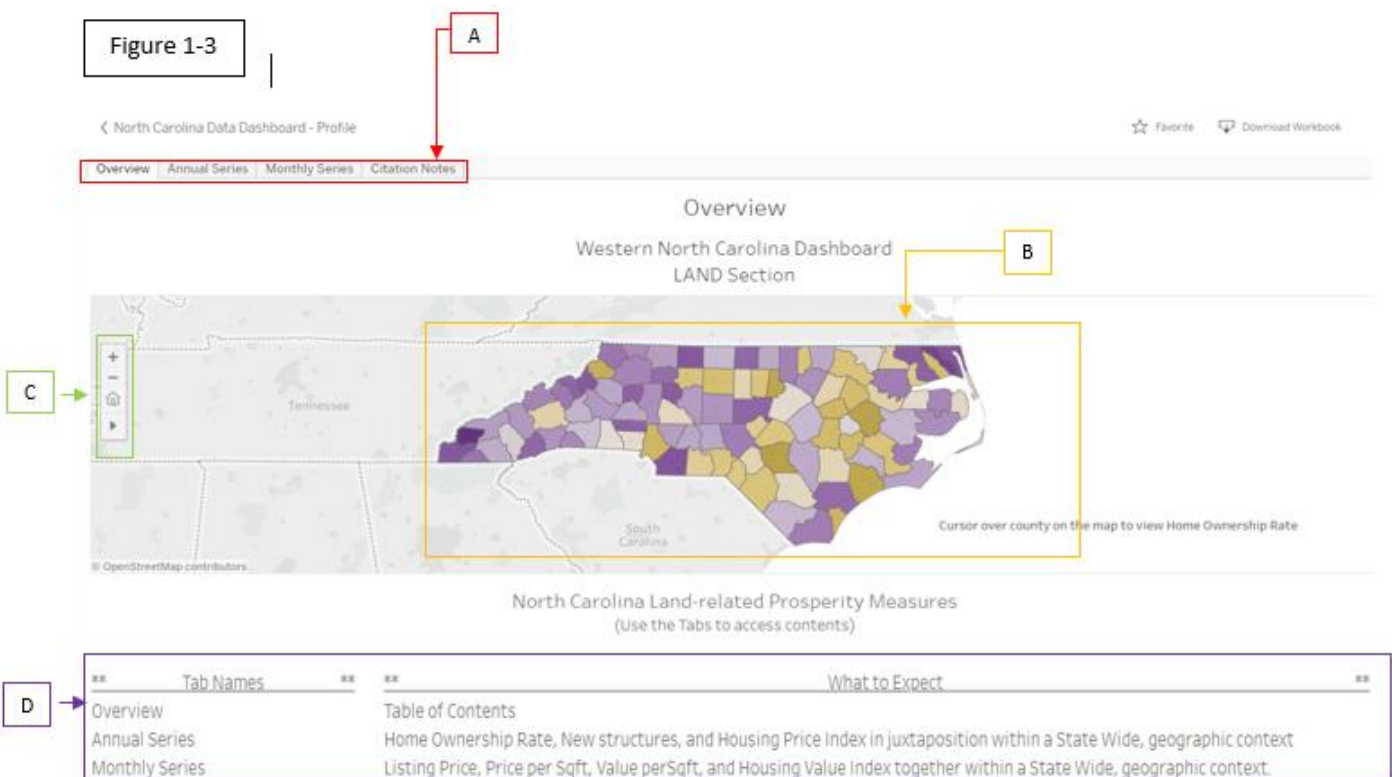 Figure 1-3
A
North Carolina Data Dashboard - Profile
Favorite Download Workbook
Overview Annual Series Monthly Series Citation Notes
Overview
Western North Carolina Dashboard
B
LAND Section
C
+
−
Tennessee
South
Carolina
Cursor over county on the map to view Home Ownership Rate
© OpenStreetMap contributors
North Carolina Land-related Prosperity Measures
(Use the Tabs to access contents)
D
** Tab Names ** ** What to Expect **
Overview Table of Contents
Annual Series Home Ownership Rate, New structures, and Housing Price Index in juxtaposition within a State Wide, geographic context
Monthly Series Listing Price, Price per Sqft, Value perSqft, and Housing Value Index together within a State Wide, geographic context.